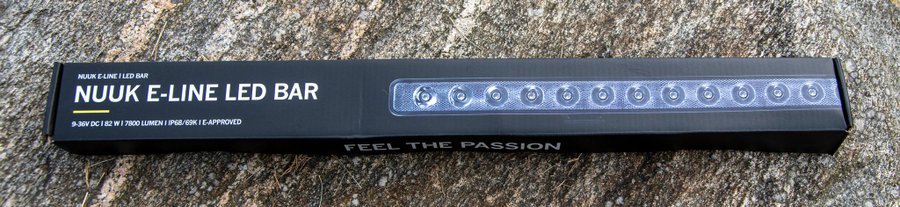 NUUK E-LINE | LED BAR
NUUK E-LINE LED BAR
9-36V DC | 82 W | 7800 LUMEN | IP68/69K | E-APPROVED
FEEL THE PASSION